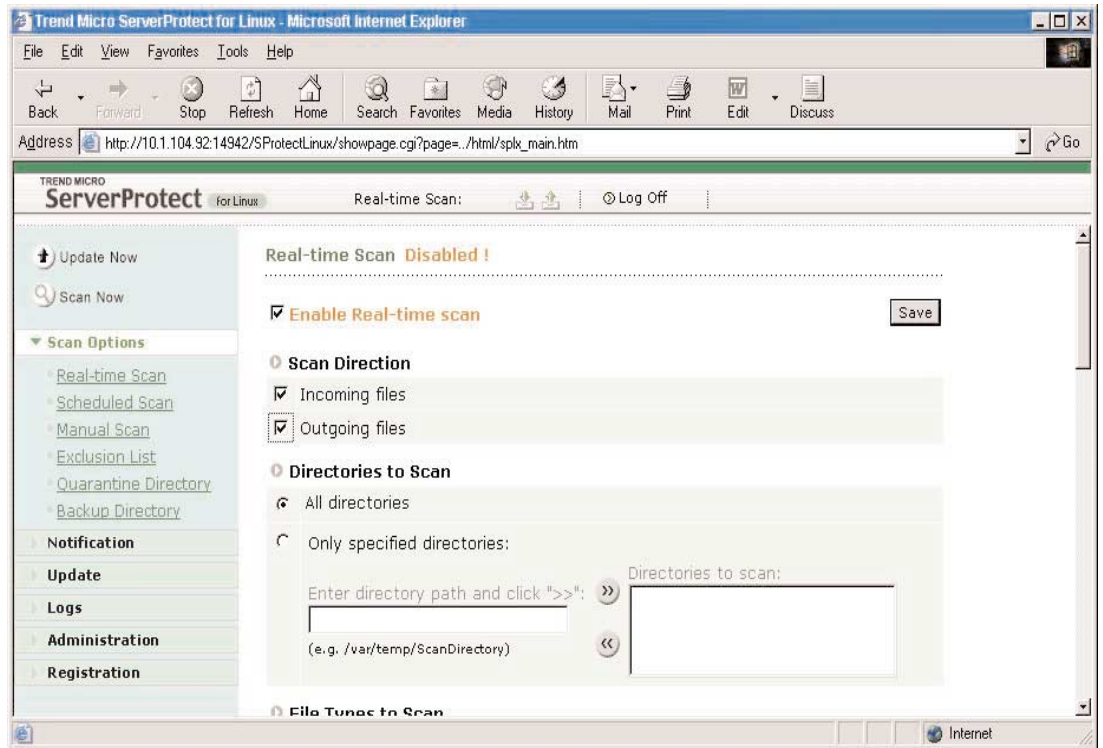 Trend Micro ServerProtect for Linux - Microsoft Internet Explorer
File Edit View Favorites Tools Help
Back Forward Stop Refresh Home Search Favorites Media History Mail Print Edit Discuss
Address http://10.1.104.92:14942/SProtectLinux/showpage.cgi?page=../html/splx_main.htm Go
TREND MICRO
ServerProtect for Linux Real-time Scan: Log Off
Update Now
Scan Now
Scan Options
Real-time Scan
Scheduled Scan
Manual Scan
Exclusion List
Quarantine Directory
Backup Directory
Notification
Update
Logs
Administration
Registration
Real-time Scan Disabled !
Enable Real-time scan Save
Scan Direction
Incoming files
Outgoing files
Directories to Scan
All directories
Only specified directories:
Directories to scan:
Enter directory path and click ">>": >>
(e.g. /var/temp/ScanDirectory) <<
File Types to Scan
Internet